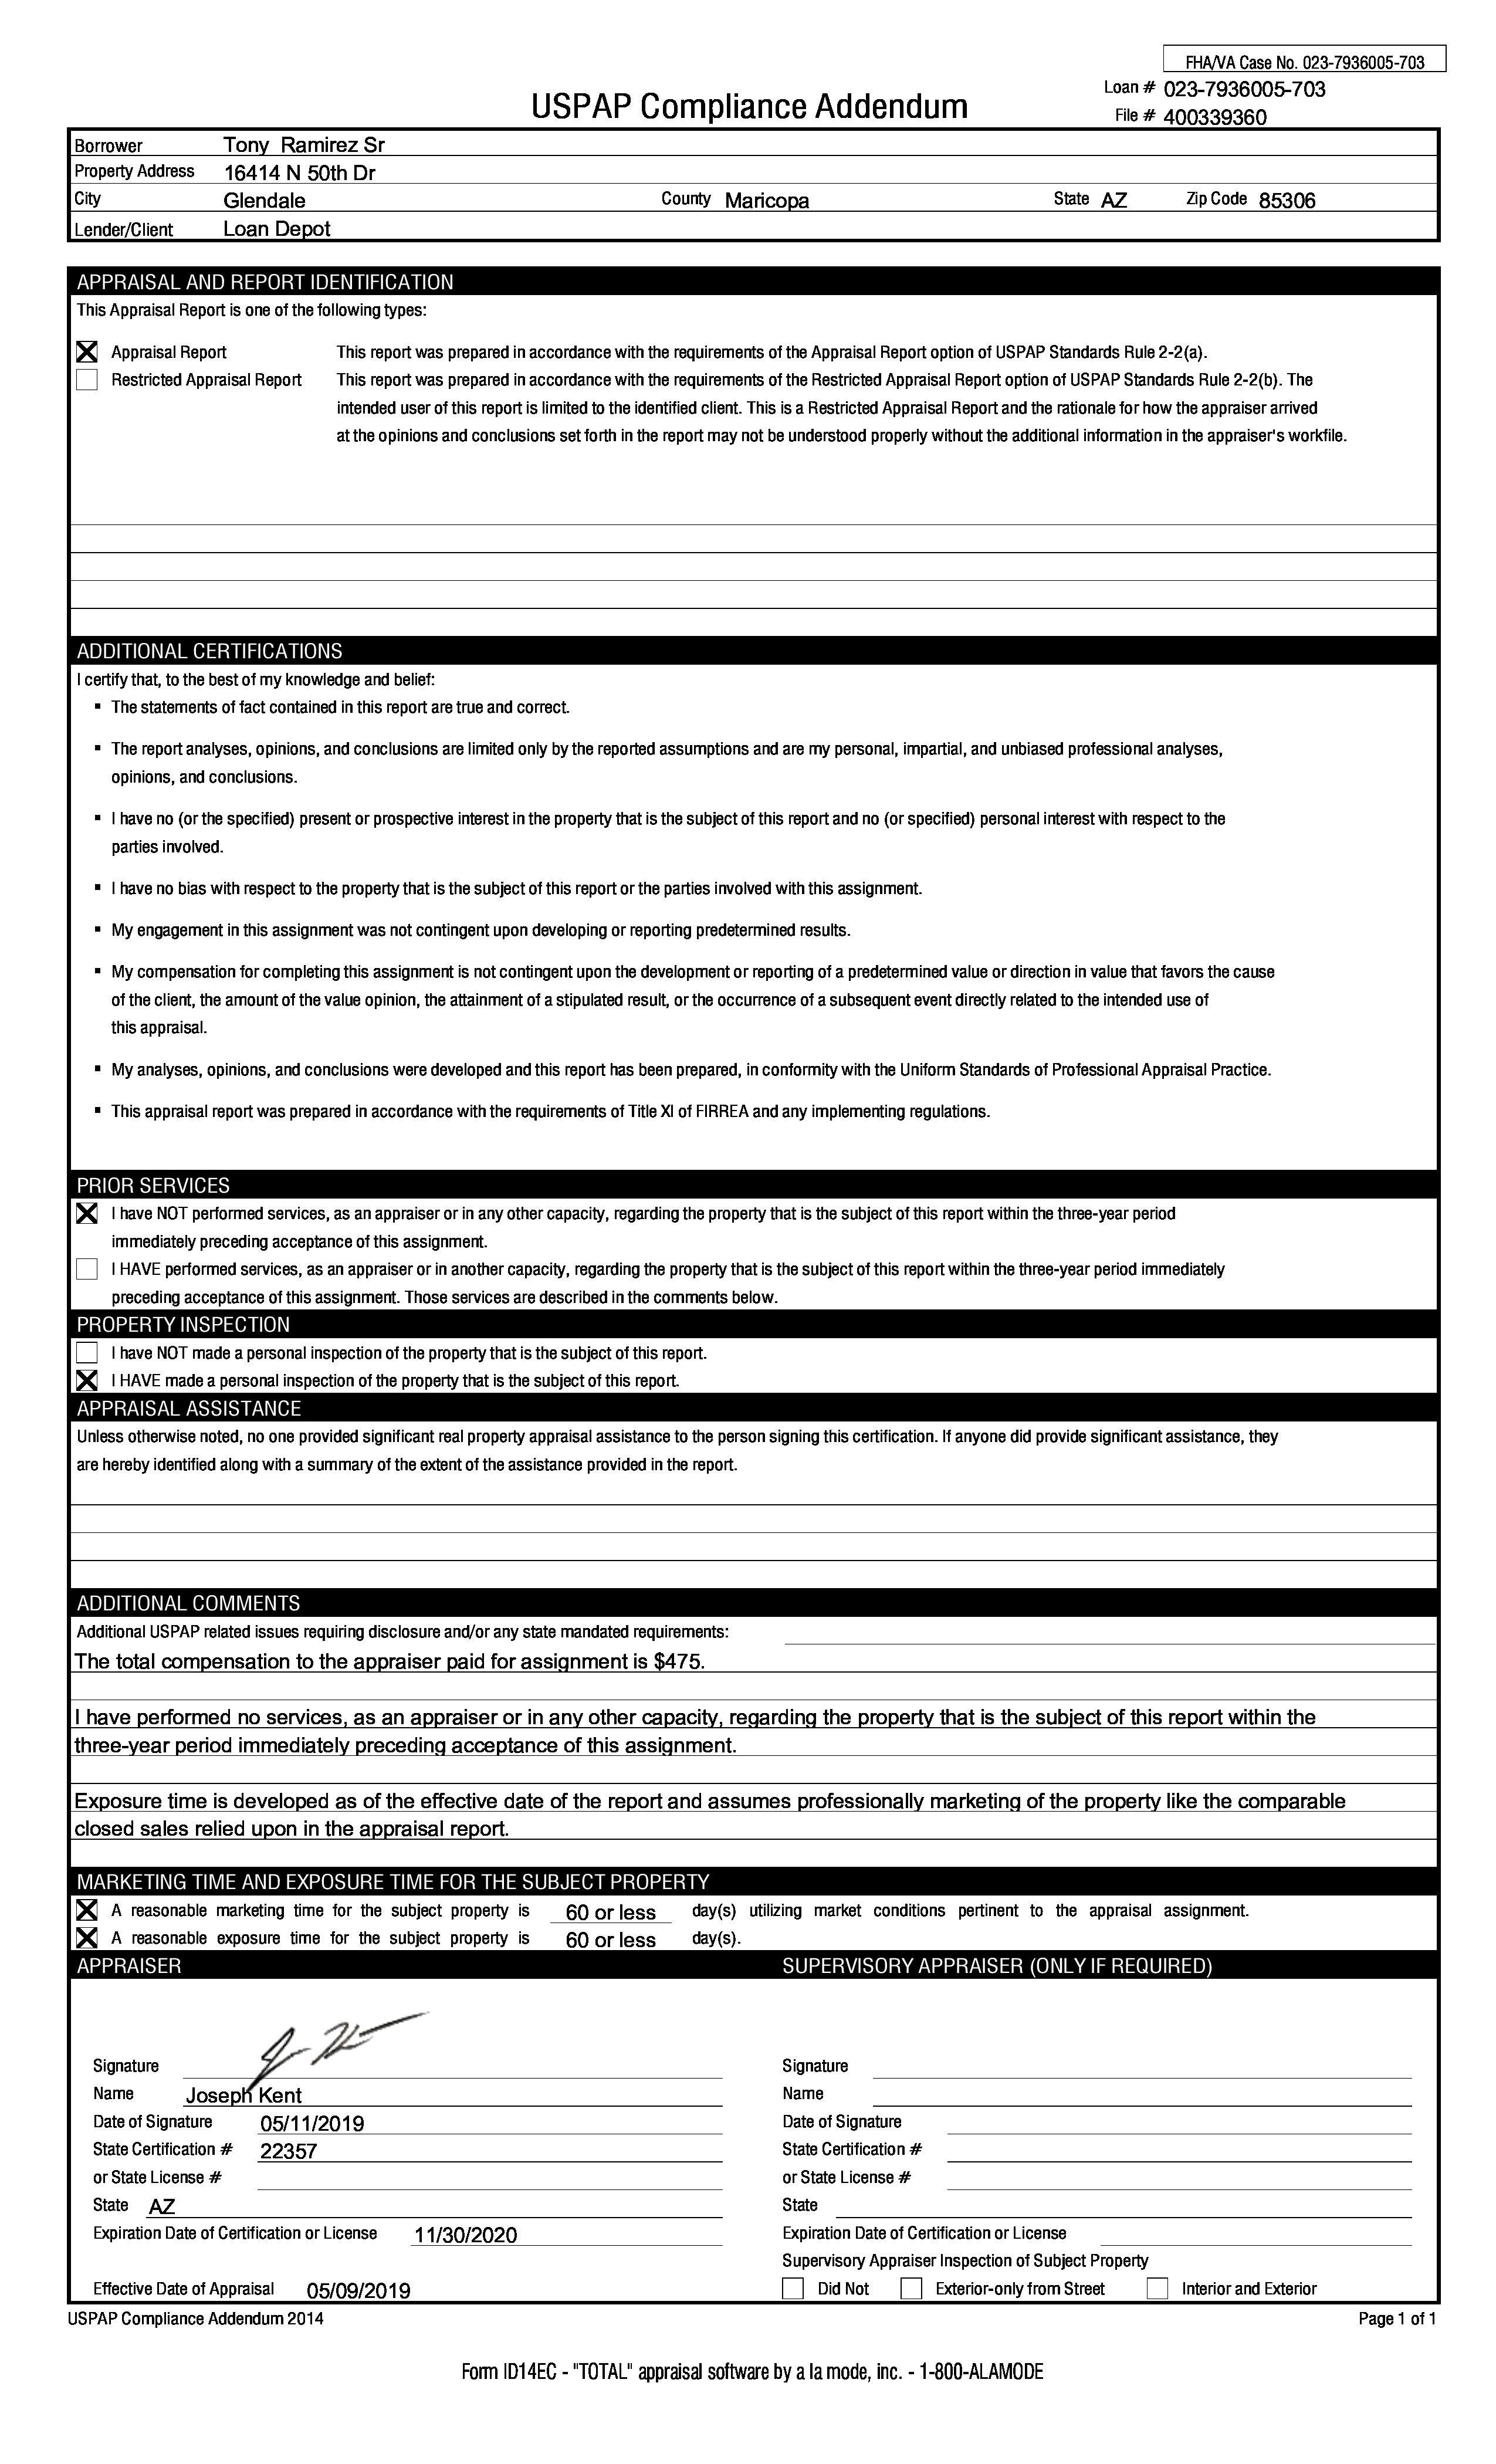 FHA/VA Case No. 023-7936005-703
Loan # 023-7936005-703
USPAP Compliance Addendum
File # 400339360
Borrower Tony Ramirez Sr
Property Address 16414 N 50th Dr
City Glendale County Maricopa State AZ Zip Code 85306
Lender/Client Loan Depot
APPRAISAL AND REPORT IDENTIFICATION
This Appraisal Report is one of the following types:
Appraisal Report This report was prepared in accordance with the requirements of the Appraisal Report option of USPAP Standards Rule 2-2(a).
Restricted Appraisal Report This report was prepared in accordance with the requirements of the Restricted Appraisal Report option of USPAP Standards Rule 2-2(b). The
intended user of this report is limited to the identified client. This is a Restricted Appraisal Report and the rationale for how the appraiser arrived
at the opinions and conclusions set forth in the report may not be understood properly without the additional information in the appraiser's workfile.
ADDITIONAL CERTIFICATIONS
I certify that, to the best of my knowledge and belief:
▪ The statements of fact contained in this report are true and correct.
▪ The report analyses, opinions, and conclusions are limited only by the reported assumptions and are my personal, impartial, and unbiased professional analyses,
opinions, and conclusions.
▪ I have no (or the specified) present or prospective interest in the property that is the subject of this report and no (or specified) personal interest with respect to the
parties involved.
▪ I have no bias with respect to the property that is the subject of this report or the parties involved with this assignment.
▪ My engagement in this assignment was not contingent upon developing or reporting predetermined results.
▪ My compensation for completing this assignment is not contingent upon the development or reporting of a predetermined value or direction in value that favors the cause
of the client, the amount of the value opinion, the attainment of a stipulated result, or the occurrence of a subsequent event directly related to the intended use of
this appraisal.
▪ My analyses, opinions, and conclusions were developed and this report has been prepared, in conformity with the Uniform Standards of Professional Appraisal Practice.
▪ This appraisal report was prepared in accordance with the requirements of Title XI of FIRREA and any implementing regulations.
PRIOR SERVICES
I have NOT performed services, as an appraiser or in any other capacity, regarding the property that is the subject of this report within the three-year period
immediately preceding acceptance of this assignment.
I HAVE performed services, as an appraiser or in another capacity, regarding the property that is the subject of this report within the three-year period immediately
preceding acceptance of this assignment. Those services are described in the comments below.
PROPERTY INSPECTION
I have NOT made a personal inspection of the property that is the subject of this report.
I HAVE made a personal inspection of the property that is the subject of this report.
APPRAISAL ASSISTANCE
Unless otherwise noted, no one provided significant real property appraisal assistance to the person signing this certification. If anyone did provide significant assistance, they
are hereby identified along with a summary of the extent of the assistance provided in the report.
ADDITIONAL COMMENTS
Additional USPAP related issues requiring disclosure and/or any state mandated requirements:
The total compensation to the appraiser paid for assignment is $475.
I have performed no services, as an appraiser or in any other capacity, regarding the property that is the subject of this report within the
three-year period immediately preceding acceptance of this assignment.
Exposure time is developed as of the effective date of the report and assumes professionally marketing of the property like the comparable
closed sales relied upon in the appraisal report.
MARKETING TIME AND EXPOSURE TIME FOR THE SUBJECT PROPERTY
A reasonable marketing time for the subject property is 60 or less day(s) utilizing market conditions pertinent to the appraisal assignment.
A reasonable exposure time for the subject property is 60 or less day(s).
APPRAISER SUPERVISORY APPRAISER (ONLY IF REQUIRED)
Signature Signature
Name Joseph Kent Name
Date of Signature 05/11/2019 Date of Signature
State Certification # 22357 State Certification #
or State License # or State License #
State AZ State
Expiration Date of Certification or License 11/30/2020 Expiration Date of Certification or License
Supervisory Appraiser Inspection of Subject Property
Effective Date of Appraisal 05/09/2019 Did Not Exterior-only from Street Interior and Exterior
USPAP Compliance Addendum 2014 Page 1 of 1
Form ID14EC - "TOTAL" appraisal software by a la mode, inc. - 1-800-ALAMODE